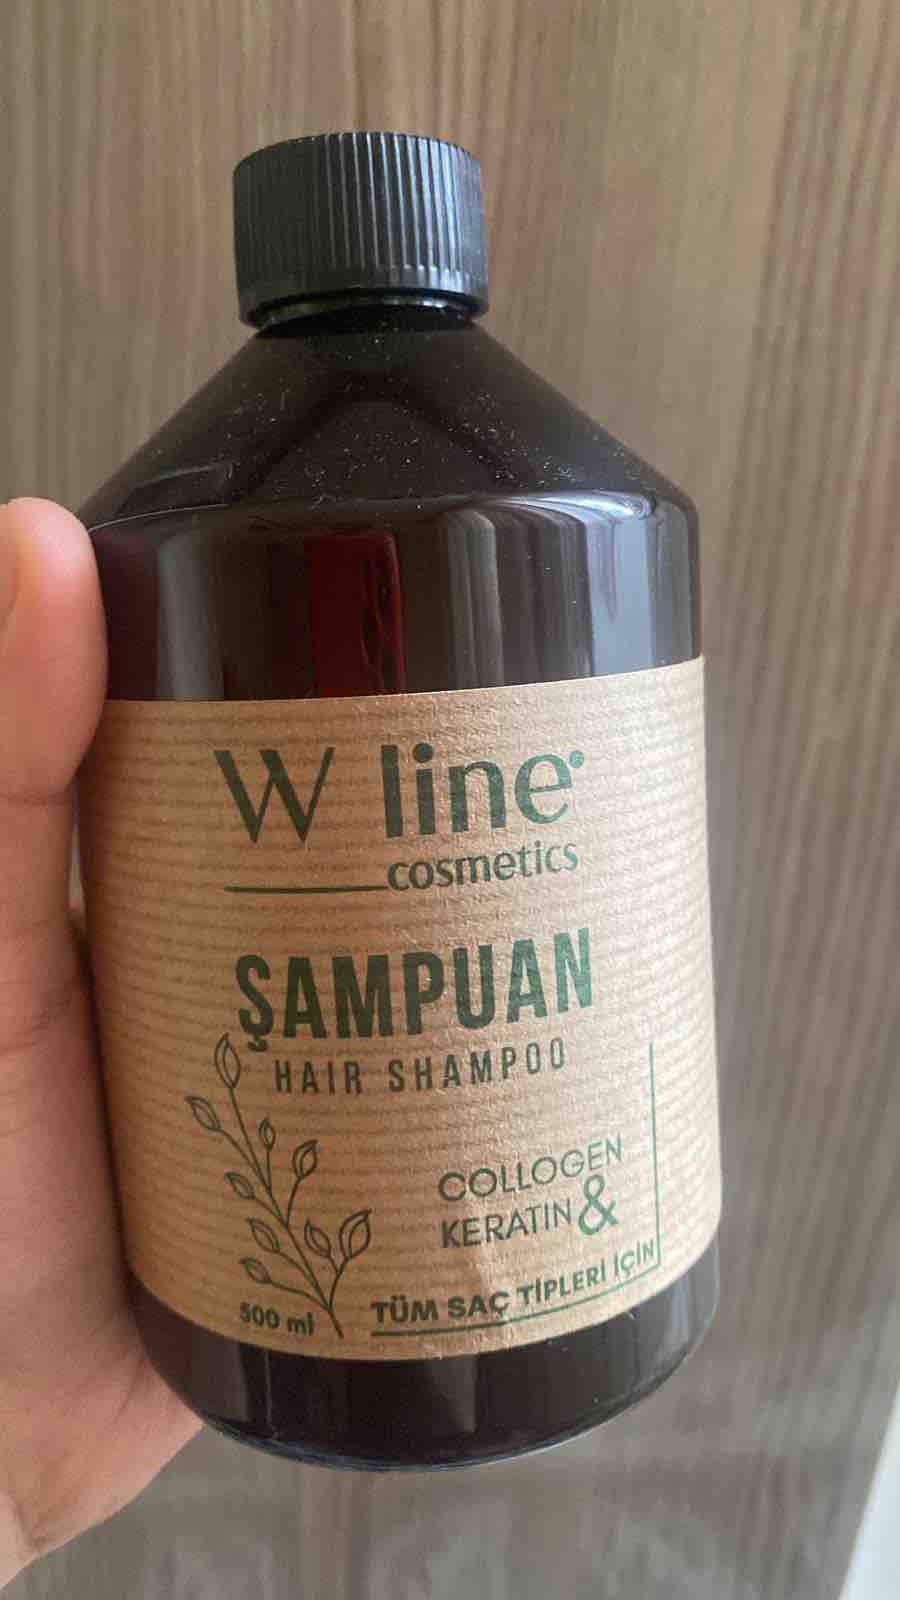 W line
cosmetics
ŞAMPUAN
HAIR SHAMPOO
COLLOGEN
KERATIN &
500 ml
TÜM SAÇ TİPLERİ İÇİN